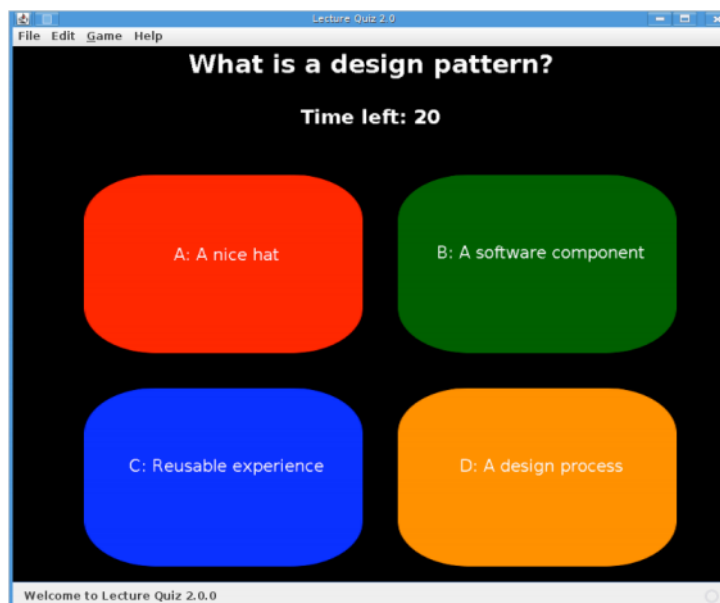 Lecture Quiz 2.0
File Edit Game Help
What is a design pattern?
Time left: 20
A: A nice hat
B: A software component
C: Reusable experience
D: A design process
Welcome to Lecture Quiz 2.0.0